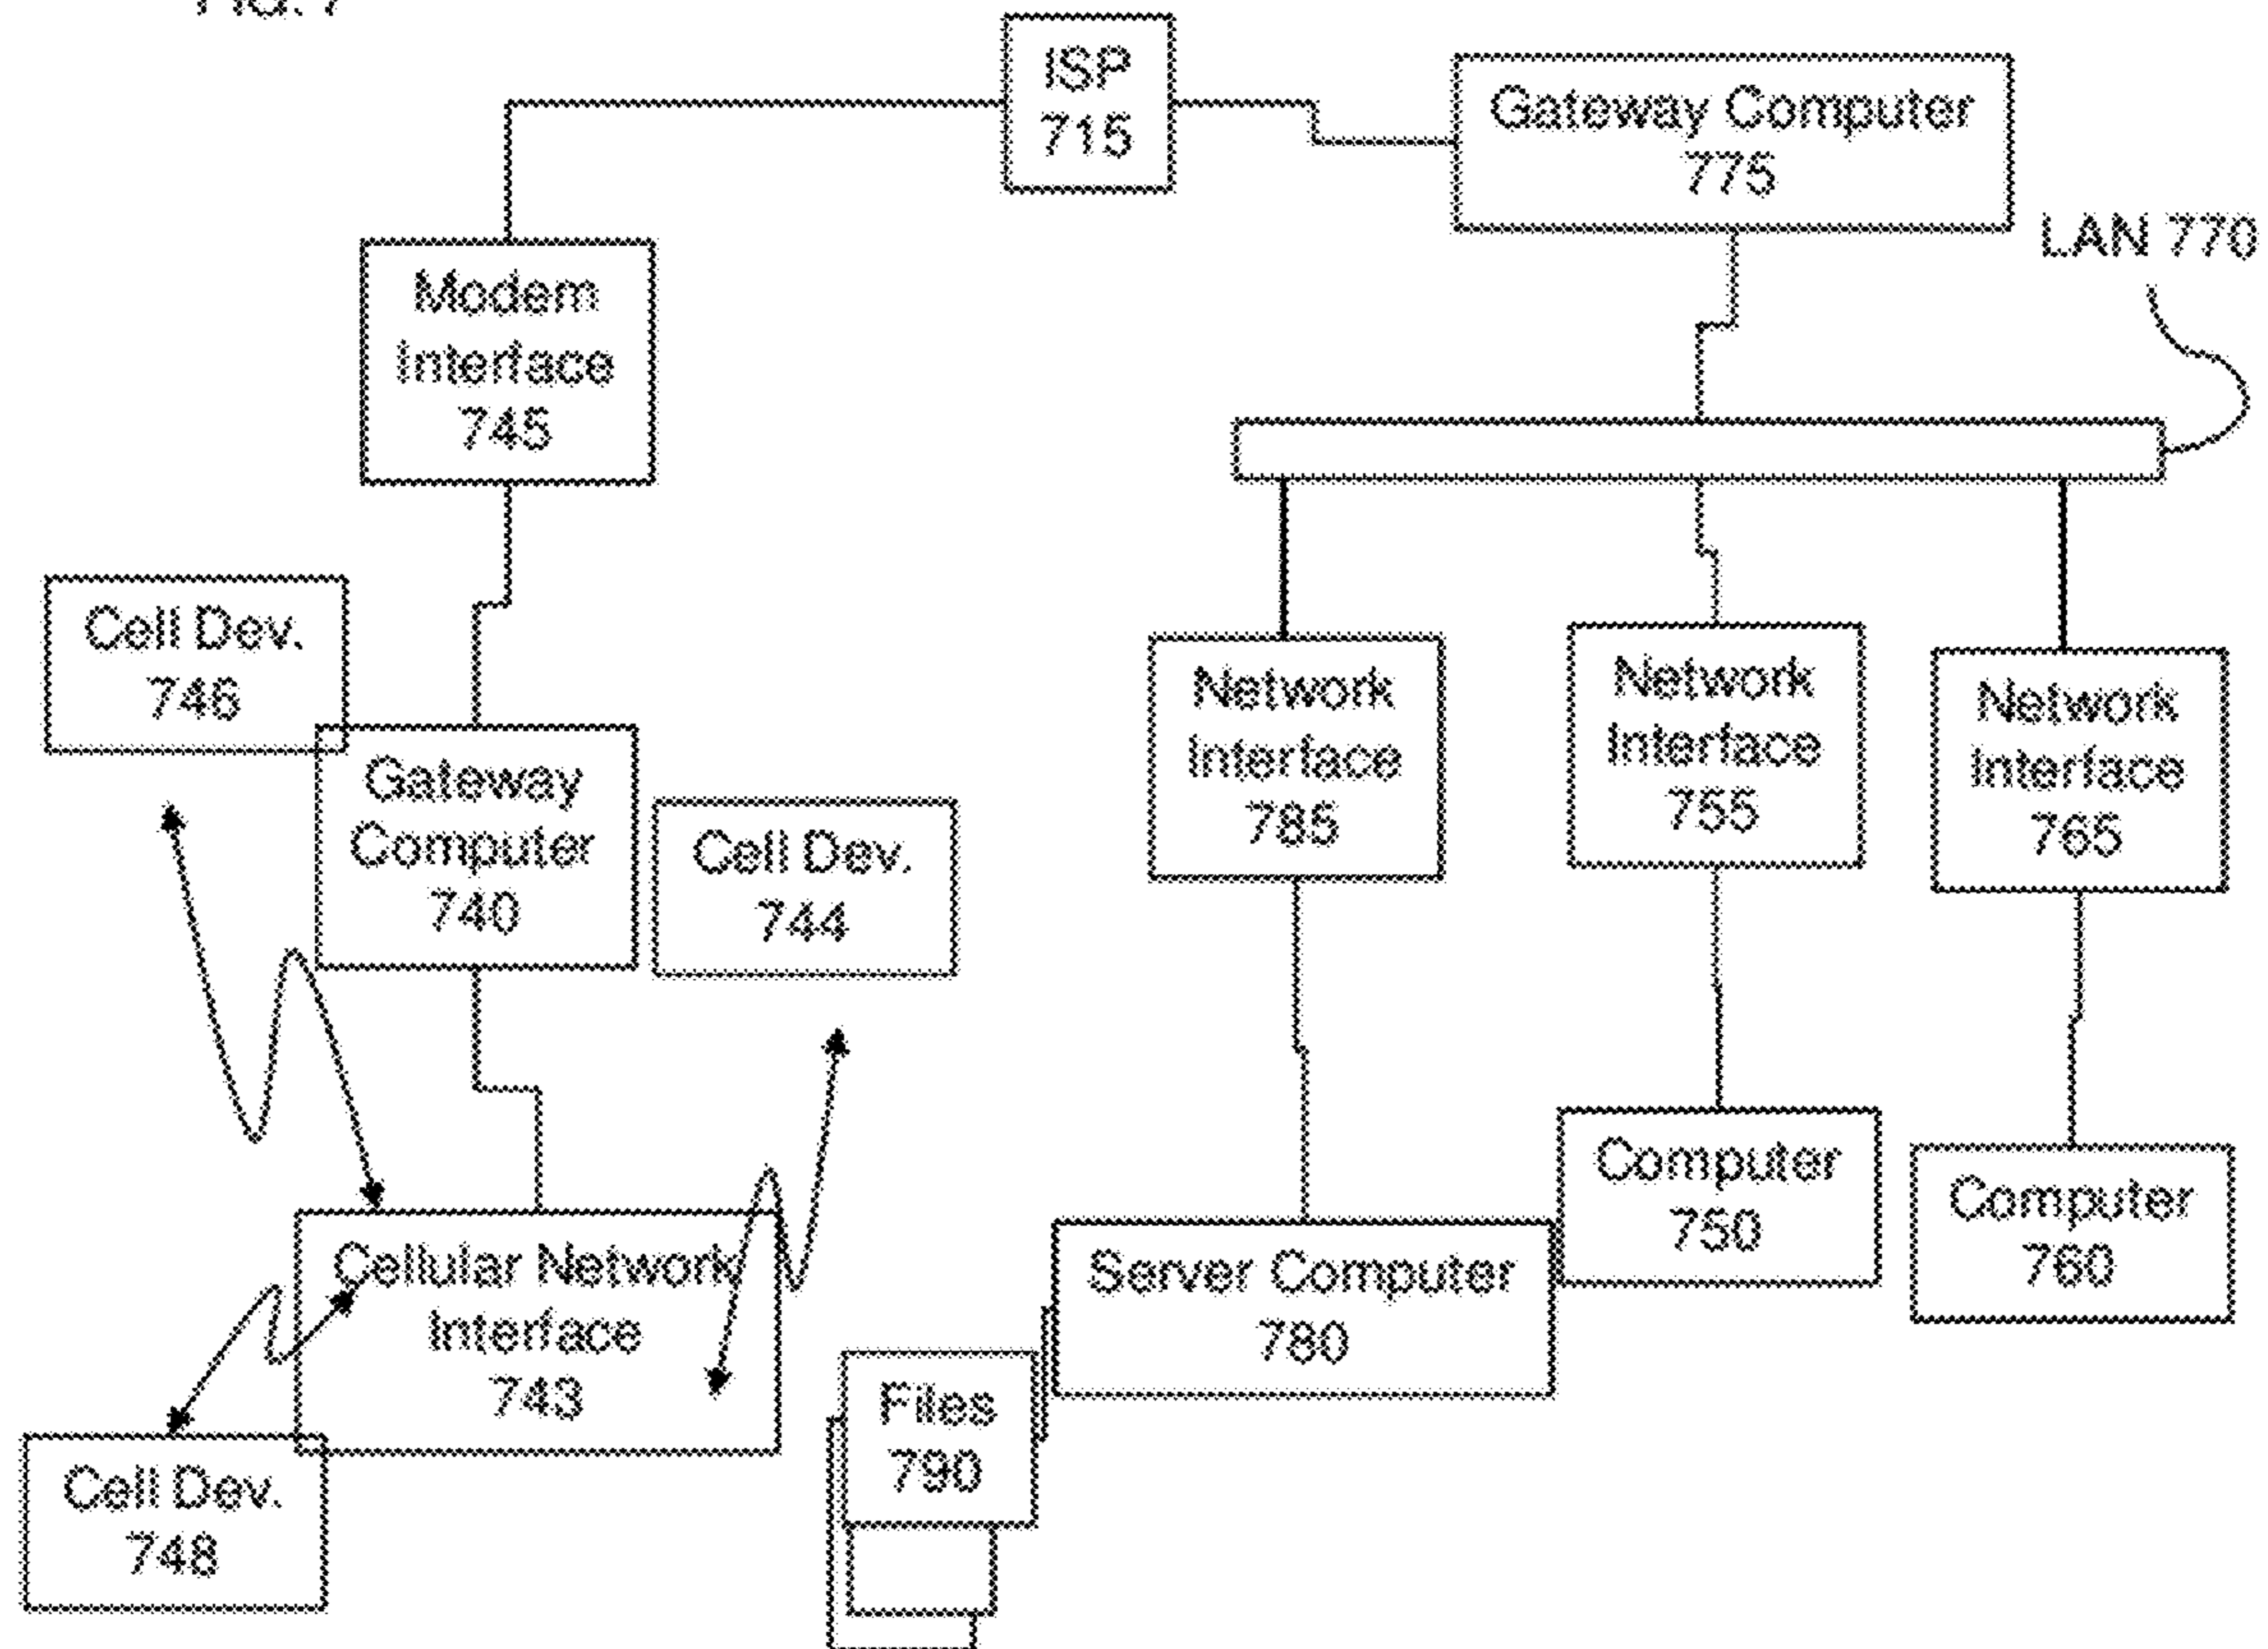 FIG. 7
ISP
715
Gateway Computer
775
LAN 770
Modem
Interface
745
Cell Dev.
746
Gateway
Computer
740
Cell Dev.
744
Network
Interface
785
Network
Interface
755
Network
Interface
765
Computer
750
Computer
760
Cellular Network
Interface
743
Server Computer
780
Files
790
Cell Dev.
748